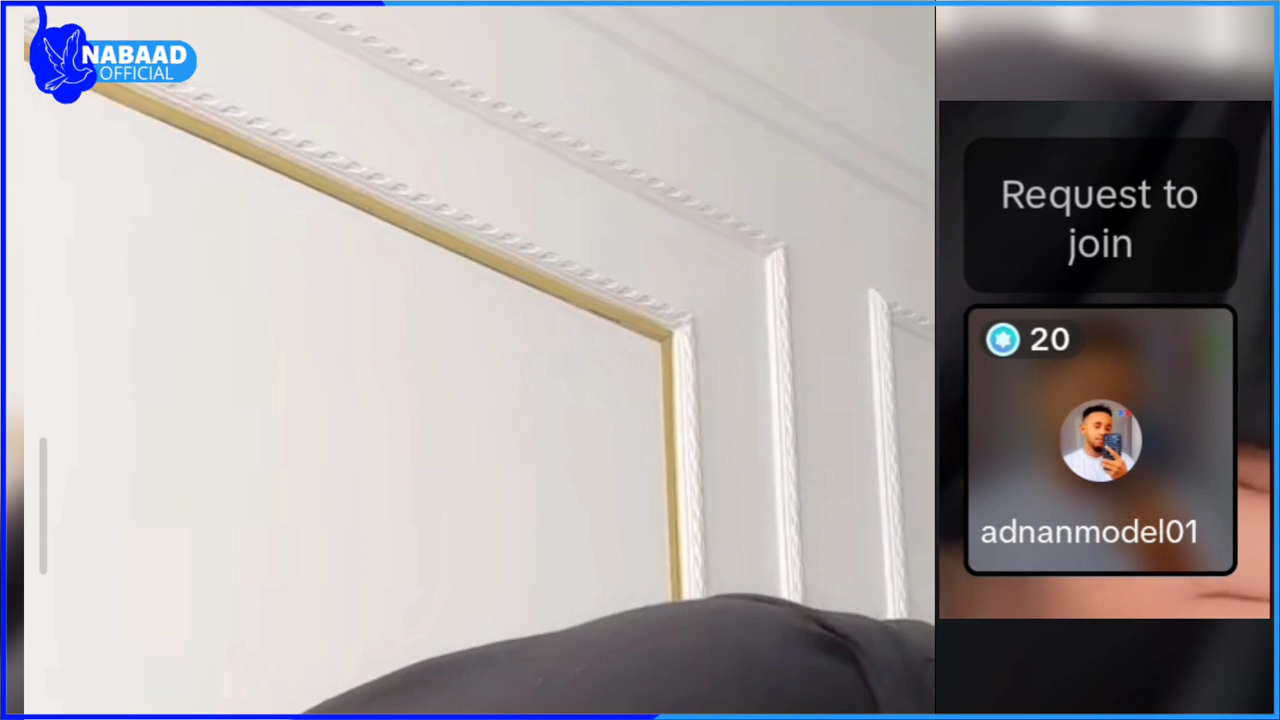 NABAAD
OFFICIAL
Request to
join
20
adnanmodel01